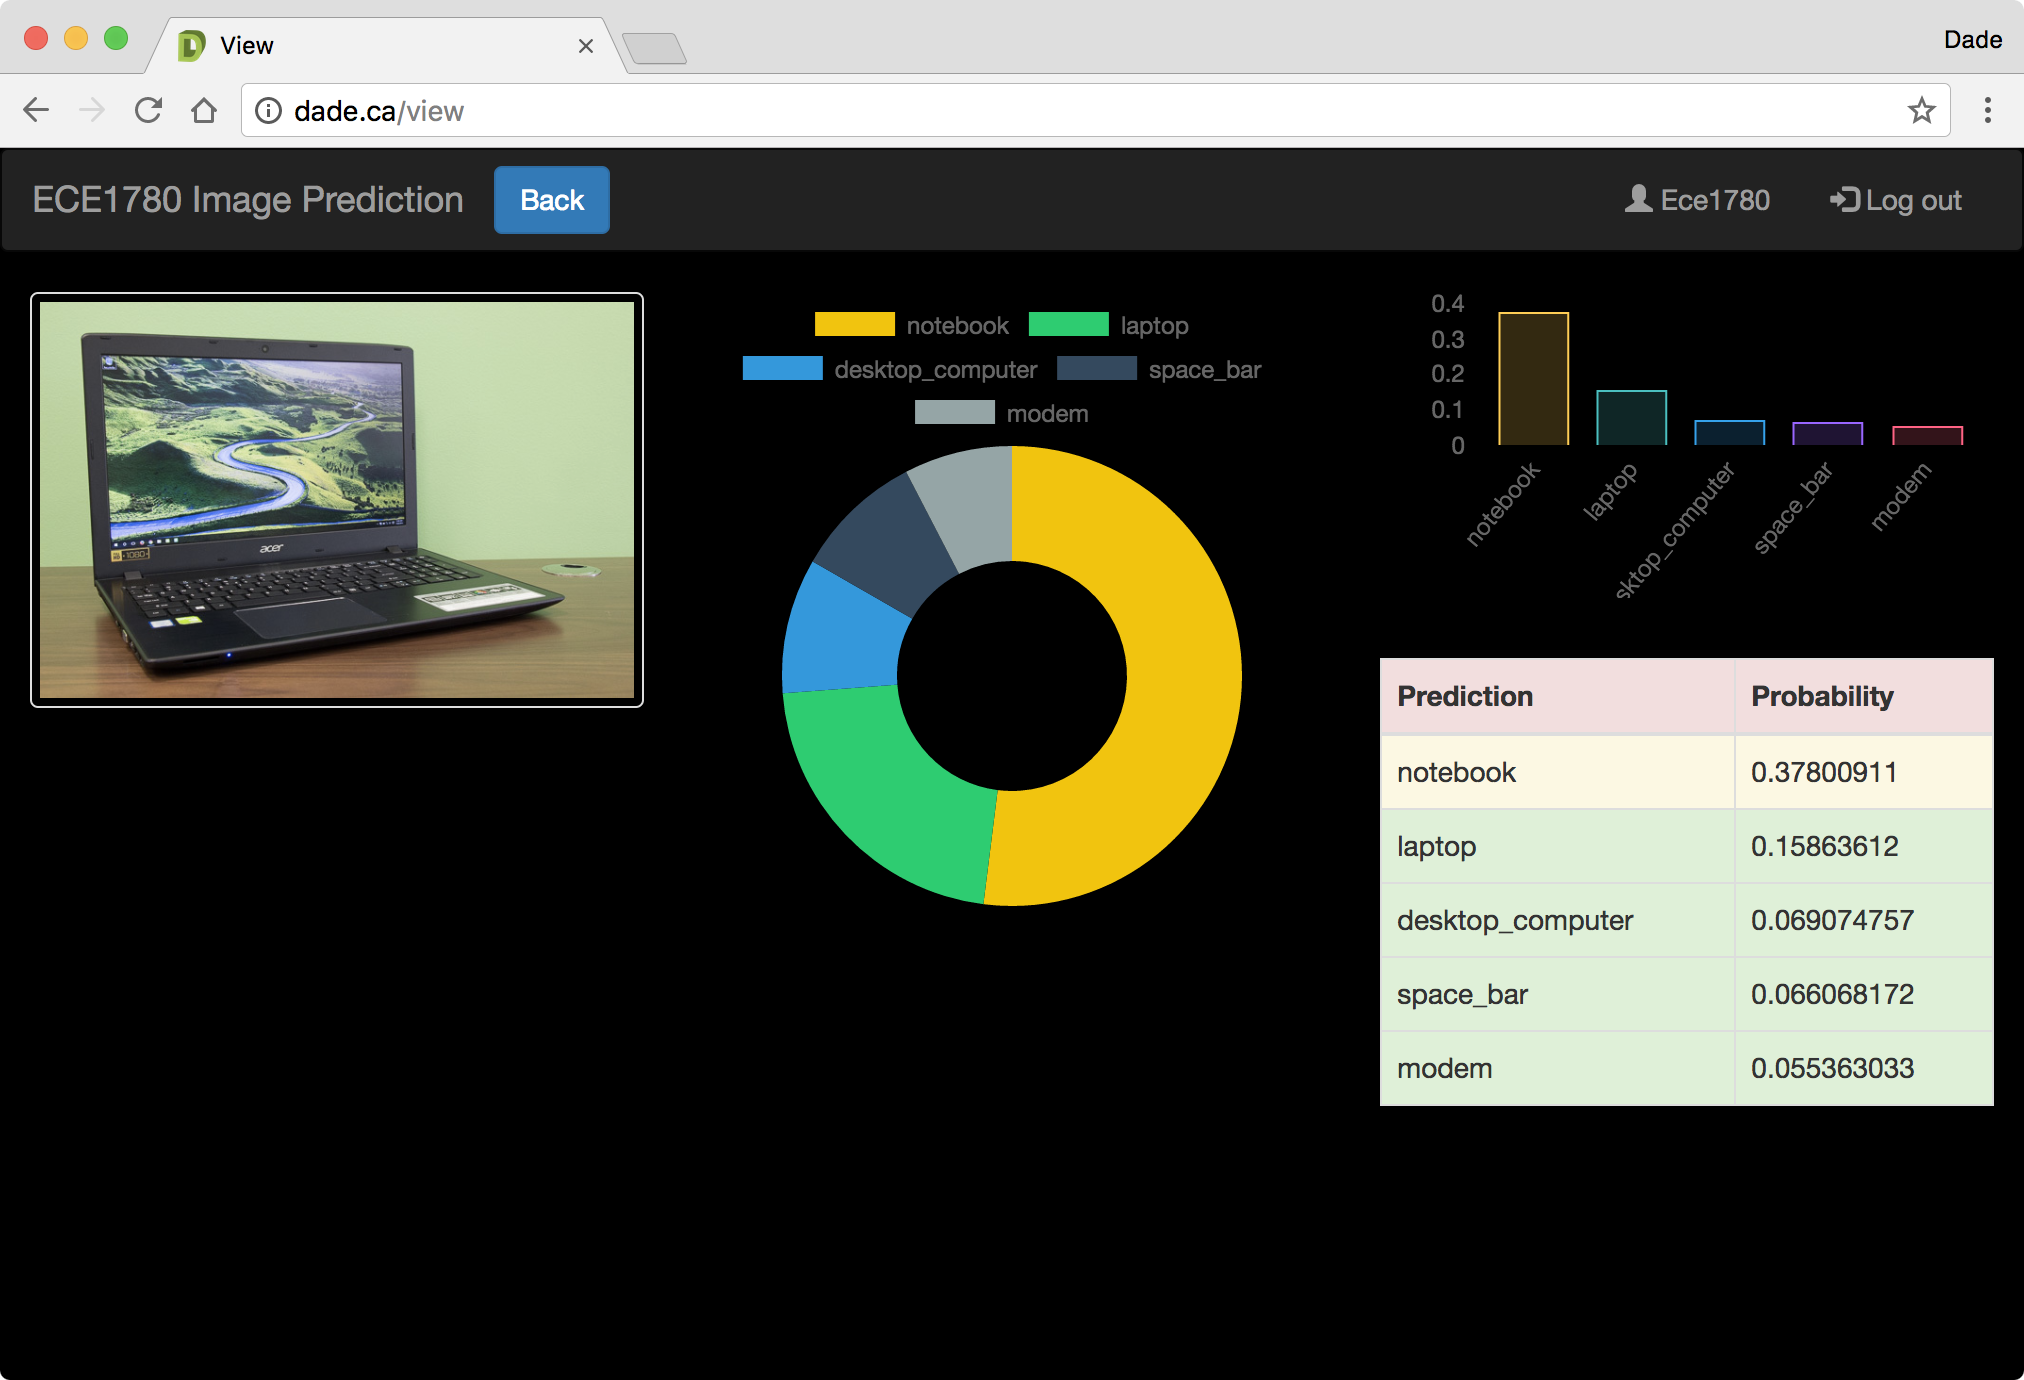 View
Dade
dade.ca/view
ECE1780 Image Prediction
Back
Ece1780
Log out
acer
notebook
laptop
desktop_computer
space_bar
modem
0.4
0.3
0.2
0.1
0
notebook
laptop
sktop_computer
space_bar
modem
Prediction Probability
notebook 0.37800911
laptop 0.15863612
desktop_computer 0.069074757
space_bar 0.066068172
modem 0.055363033